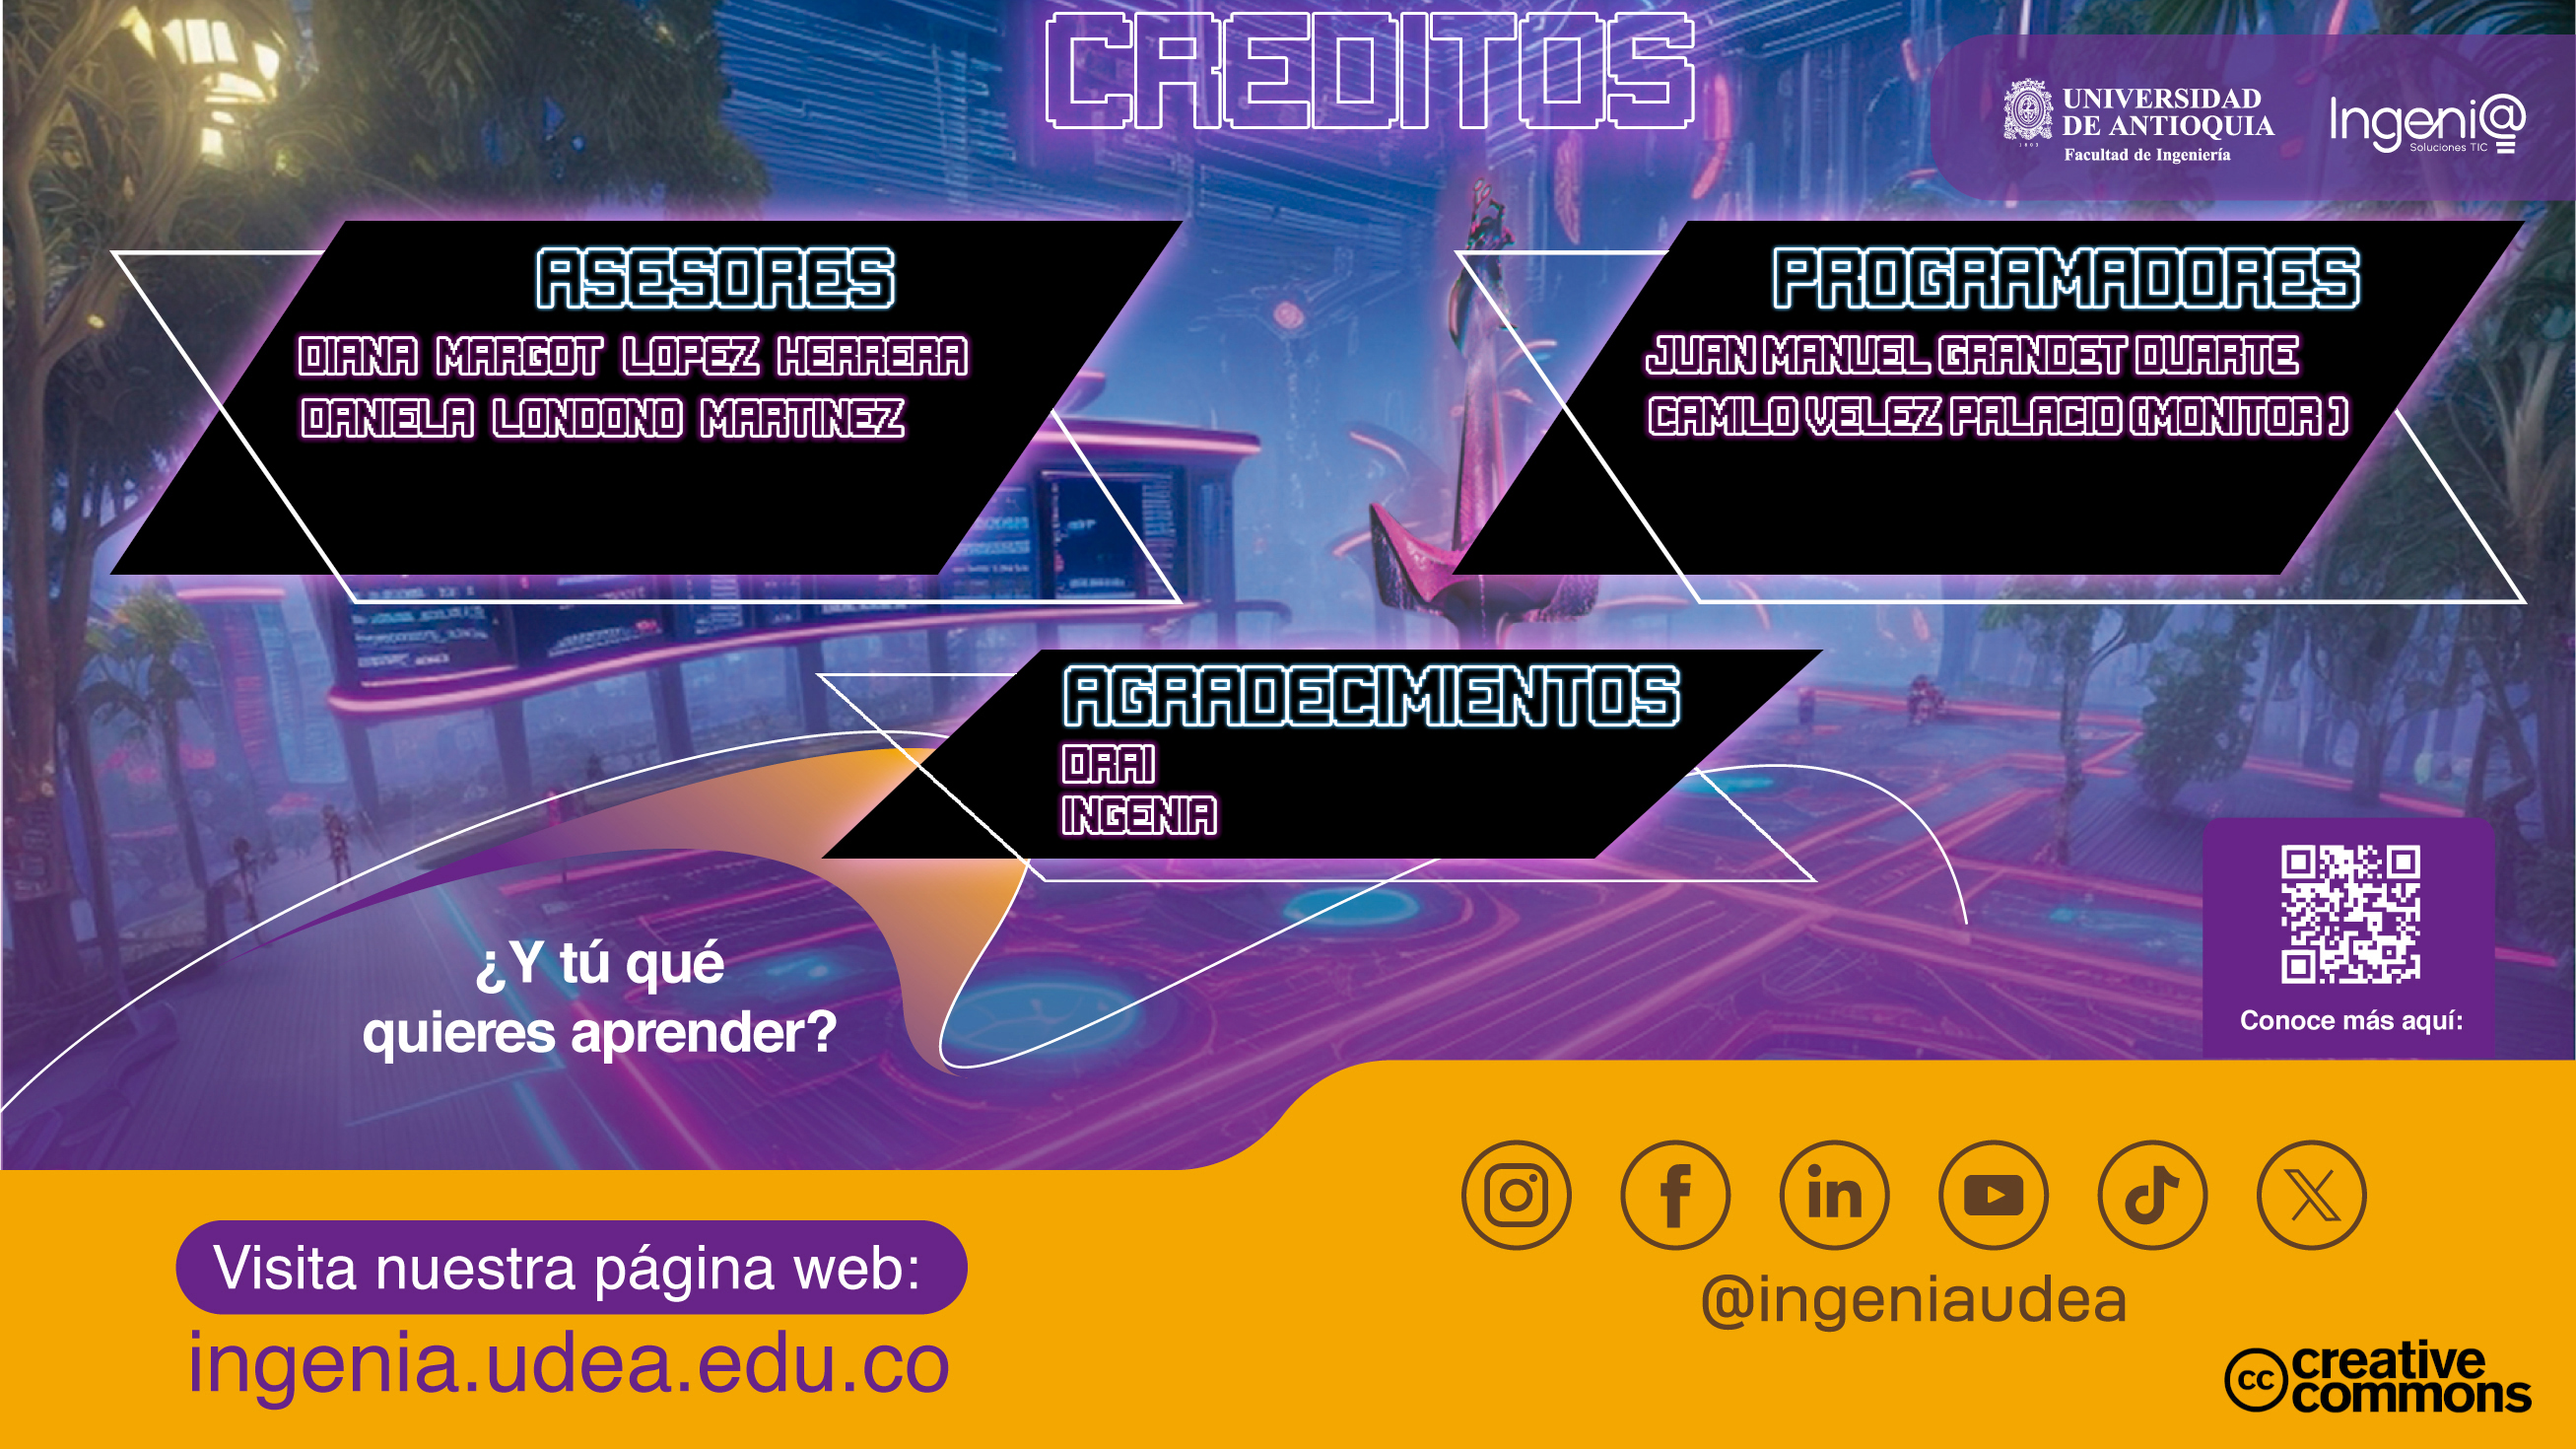 CREDITOS
UNIVERSIDAD
DE ANTIOQUIA
1803
Facultad de Ingeniería
Ingeni@
Soluciones TIC
ASESORES
DIANA MARGOT LOPEZ HERRERA
DANIELA LONDONO MARTINEZ
PROGRAMADORES
JUAN MANUEL GRANDET DUARTE
CAMILO VELEZ PALACIO (MONITOR )
AGRADECIMIENTOS
DRAI
INGENIA
¿Y tú qué
quieres aprender?
Conoce más aquí:
Visita nuestra página web:
ingenia.udea.edu.co
@ingeniaudea
cc creative
commons